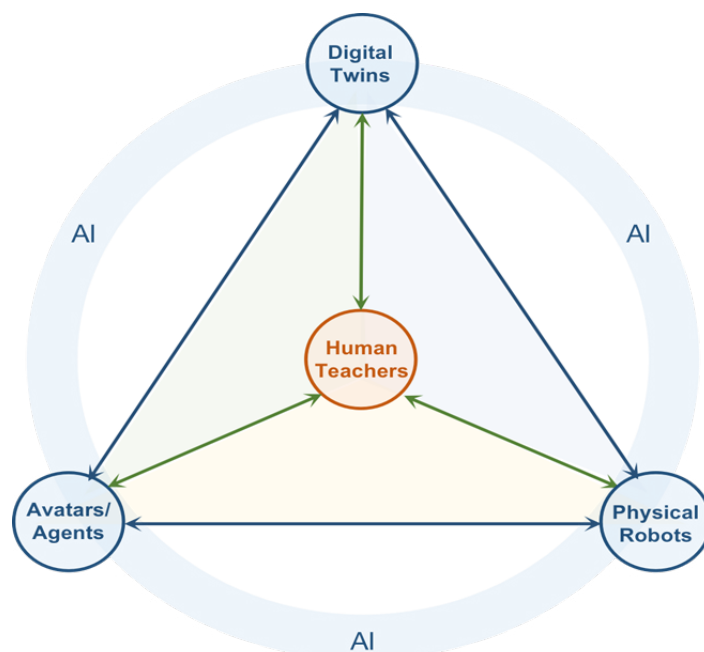 Digital
Twins
AI
AI
Human
Teachers
Avatars/
Agents
Physical
Robots
AI